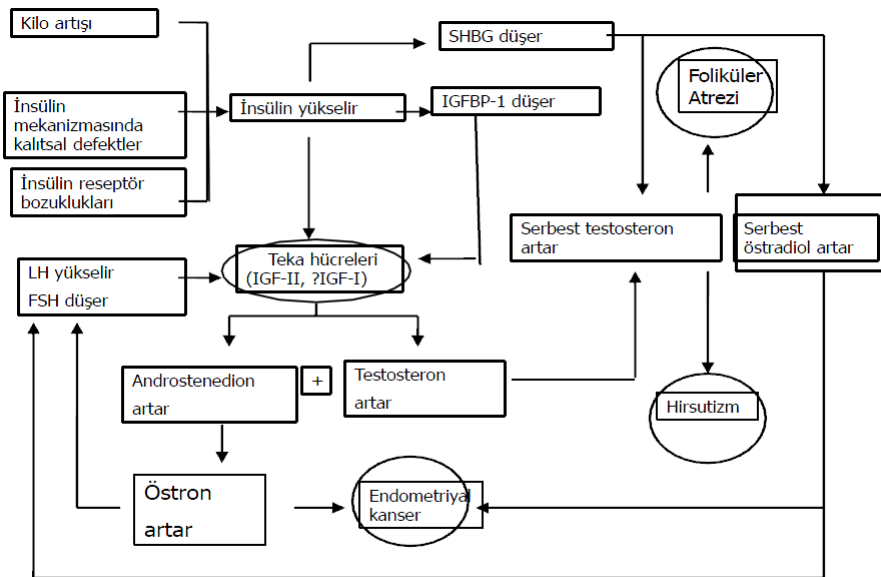 Kilo artışı
SHBG düşer
Foliküler
Atrezi
İnsülin
mekanizmasında
kalıtsal defektler
İnsülin yükselir
IGFBP-1 düşer
İnsülin reseptör
bozuklukları
Serbest testosteron
artar
Serbest
östradiol artar
Teka hücreleri
(IGF-II, ?IGF-I)
LH yükselir
FSH düşer
Androstenedion
artar
+
Testosteron
artar
Hirsutizm
Östron
artar
Endometriyal
kanser